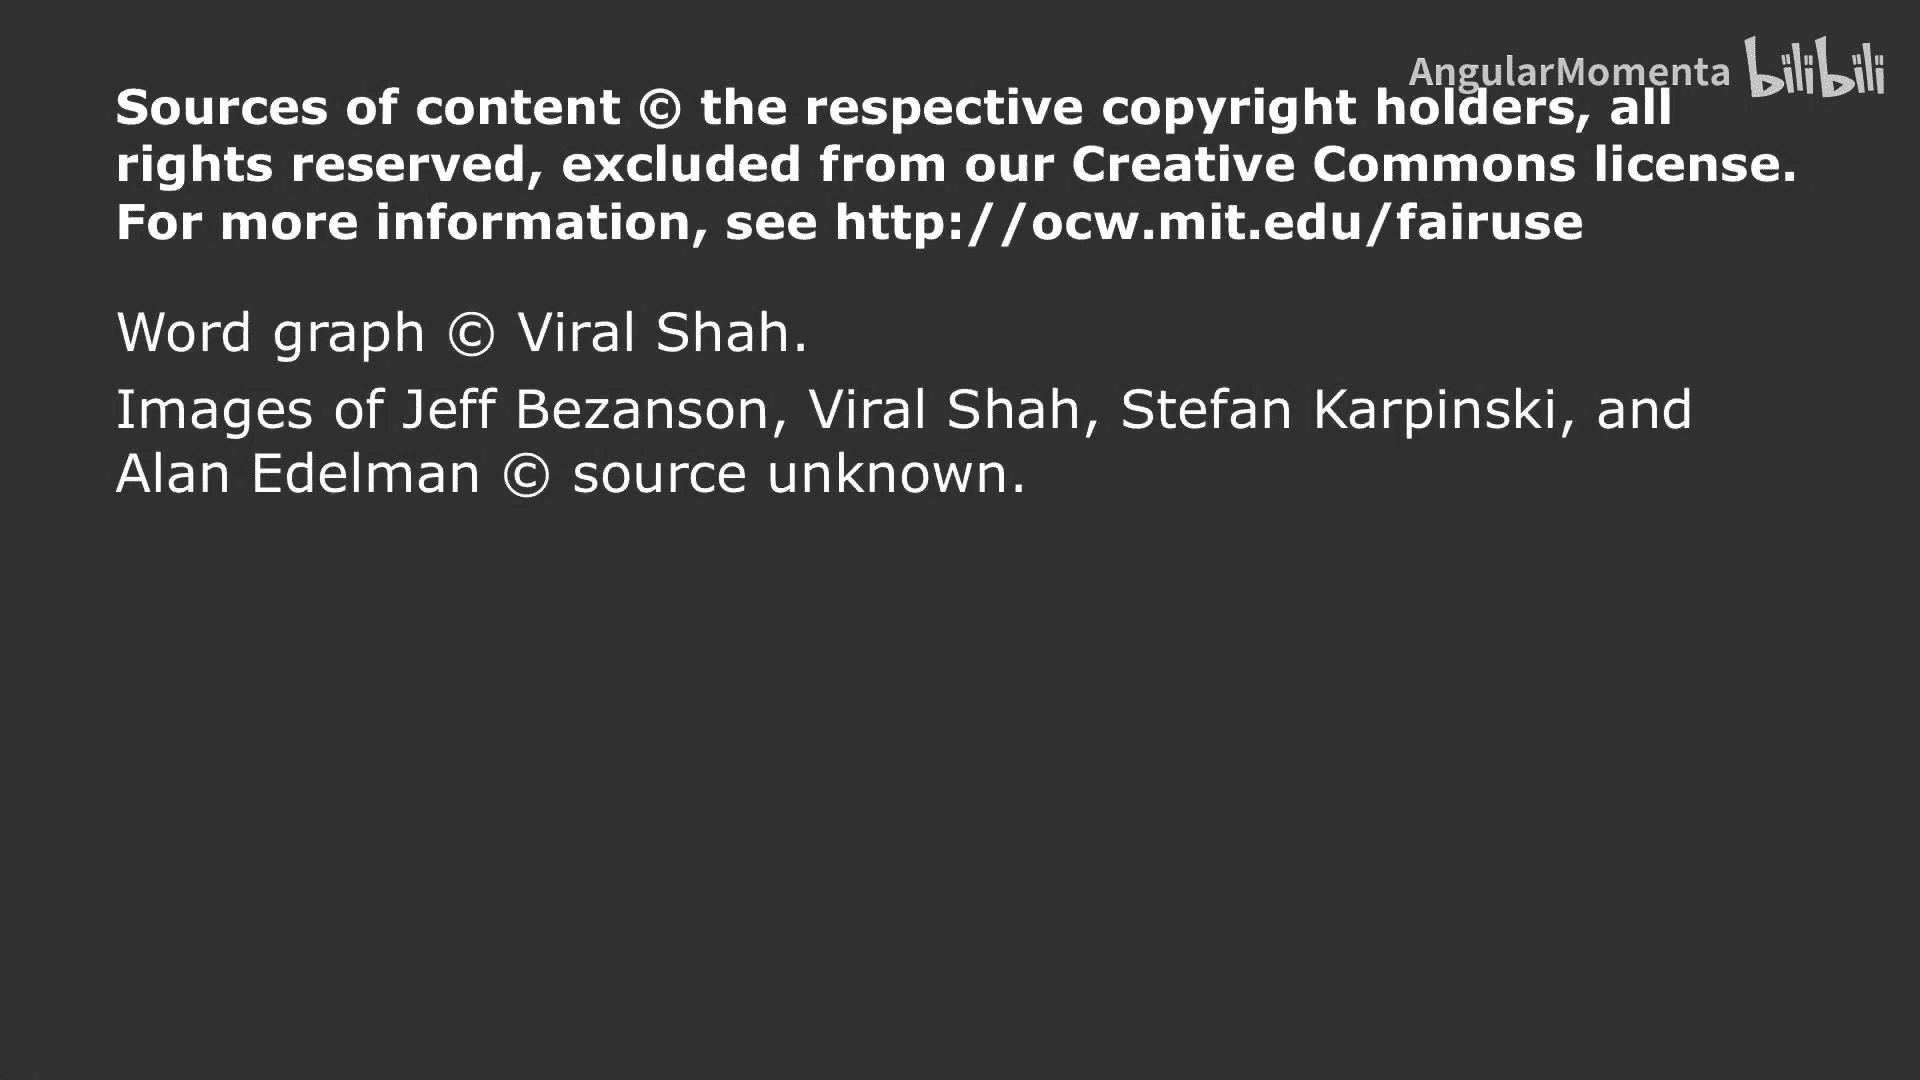 AngularMomenta bilibili
Sources of content © the respective copyright holders, all
rights reserved, excluded from our Creative Commons license.
For more information, see http://ocw.mit.edu/fairuse
Word graph © Viral Shah.
Images of Jeff Bezanson, Viral Shah, Stefan Karpinski, and
Alan Edelman © source unknown.